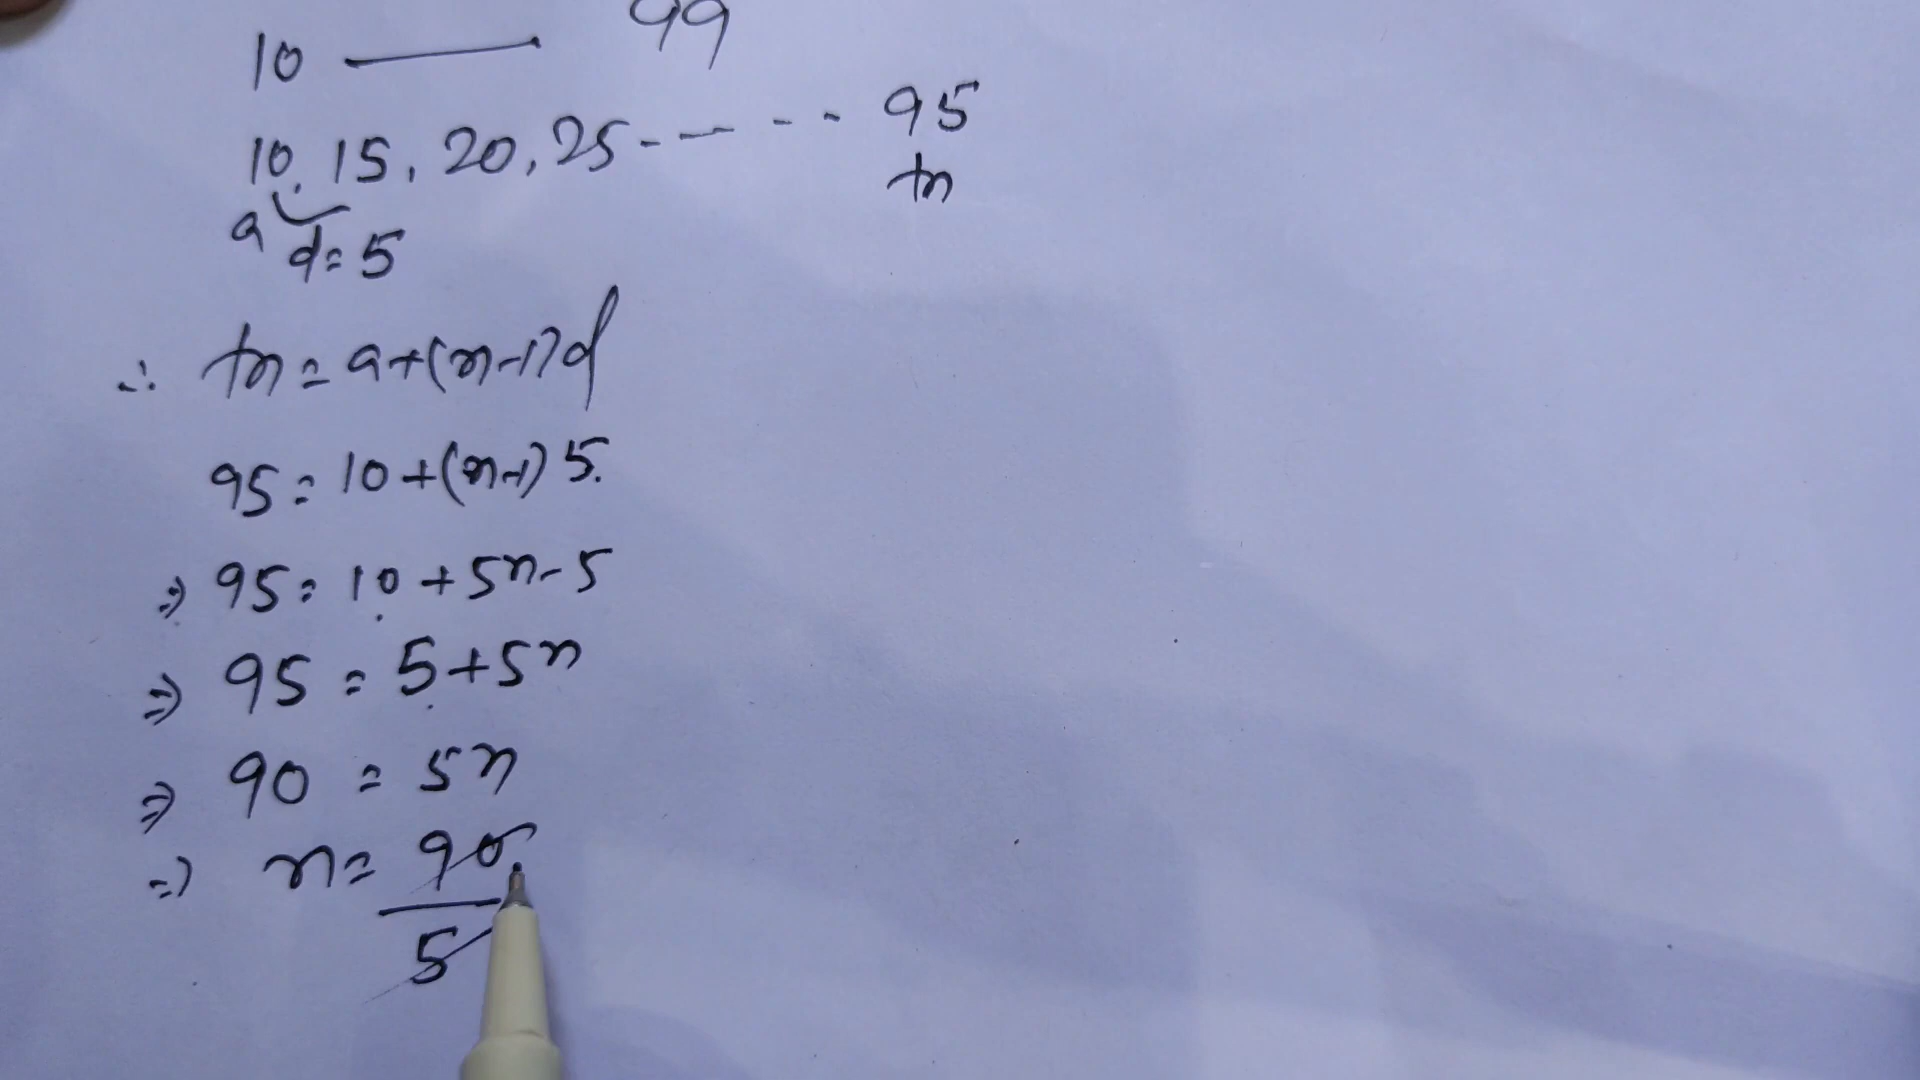 10 —— 99
10, 15, 20, 25 - - - - - 95
a tn
d = 5
∴ tn = a+(n-1)d
95 = 10+(n-1) 5.
⇒ 95 = 10 + 5n - 5
⇒ 95 = 5+5n
⇒ 90 = 5n
⇒ n = 90/5